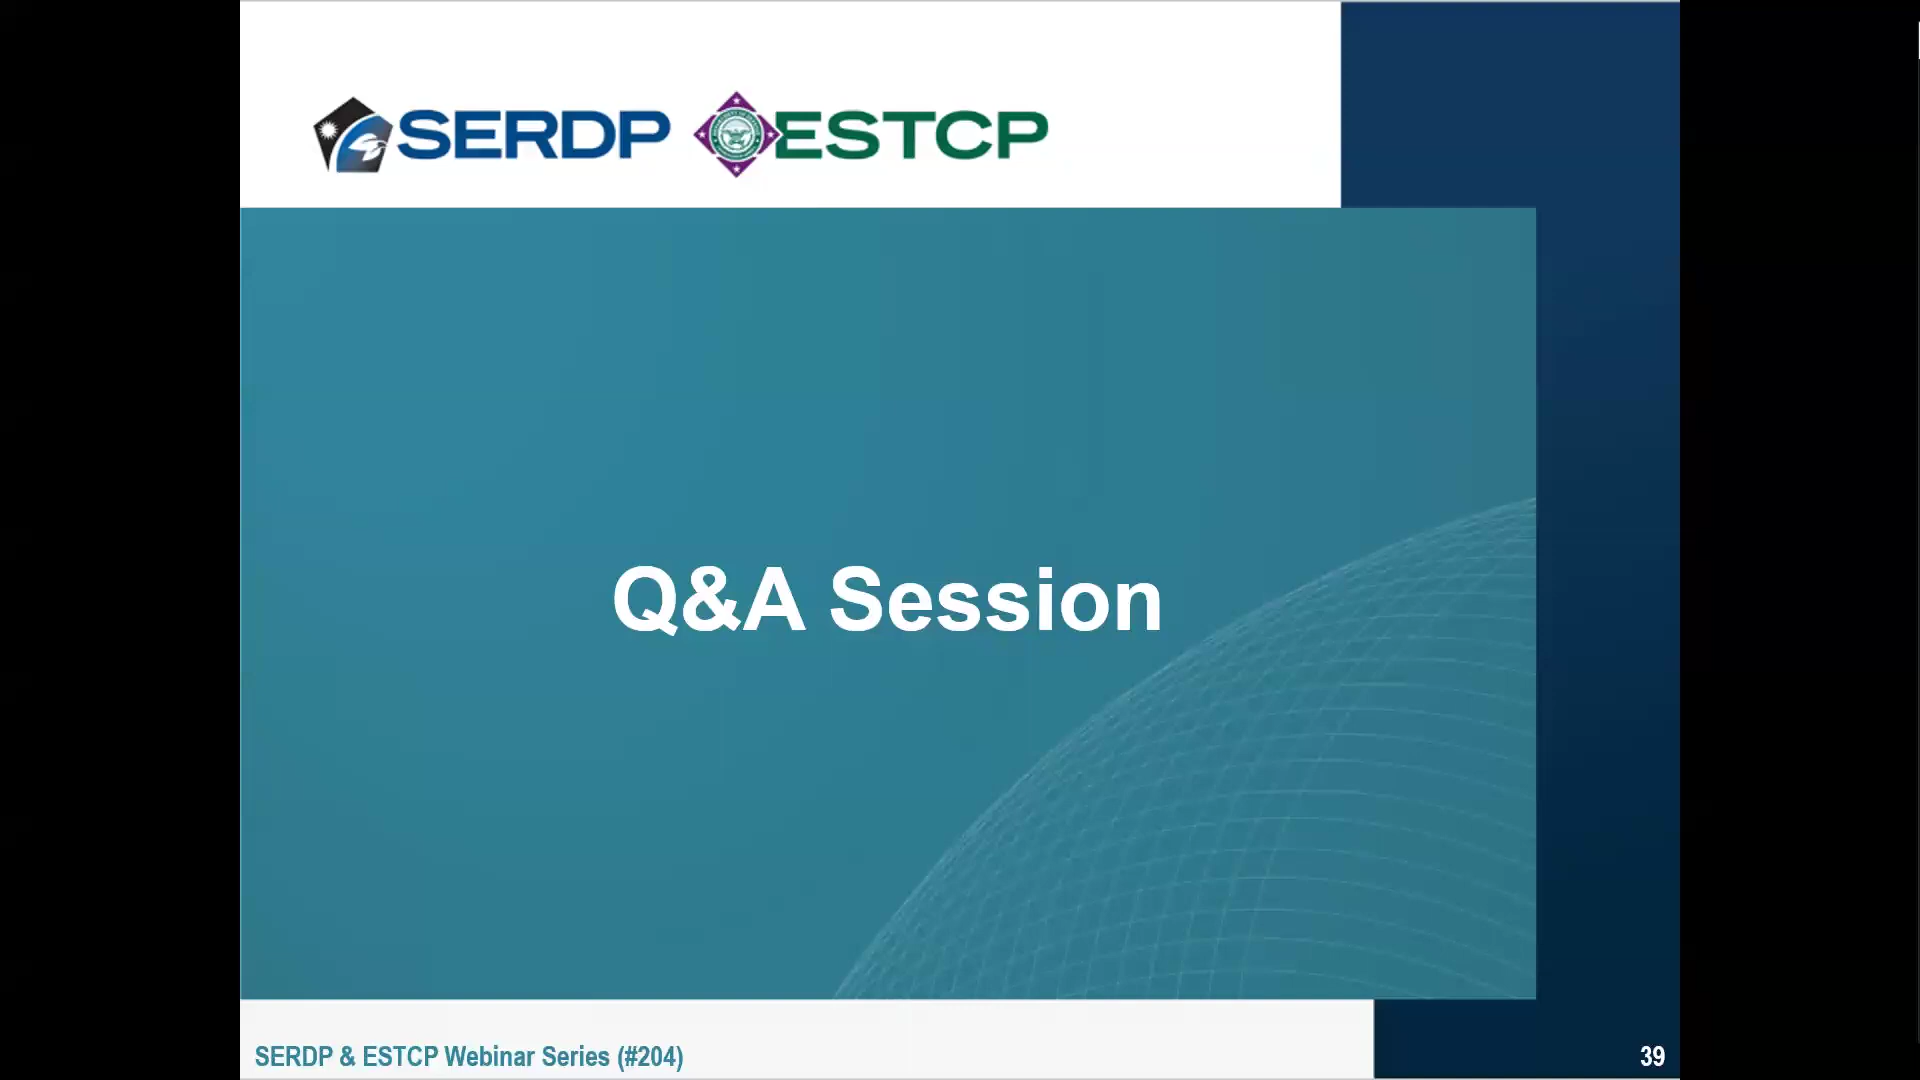 SERDP ESTCP
Q&A Session
SERDP & ESTCP Webinar Series (#204)
39